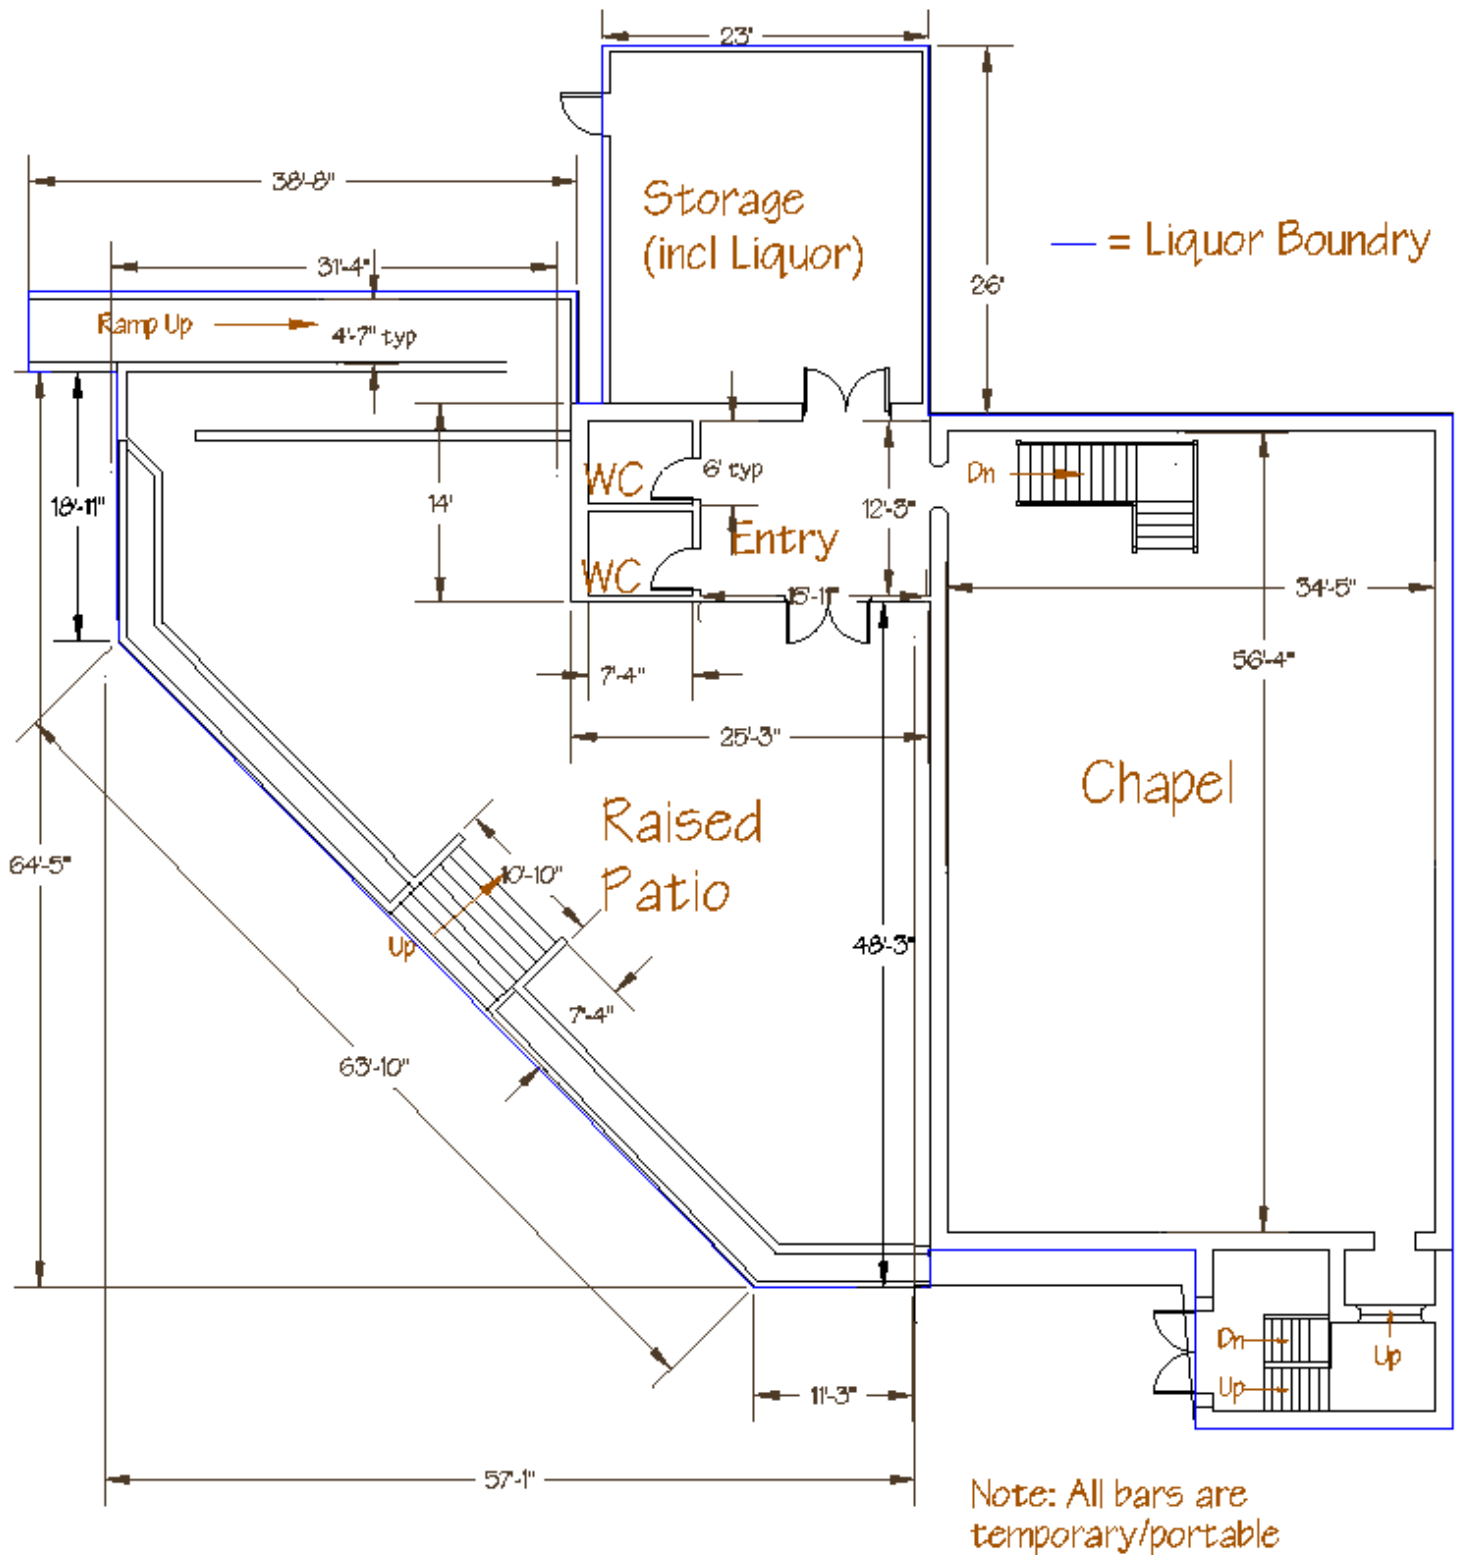 23'
38'-8"
Storage
(incl Liquor)
= Liquor Boundry
31'-4"
26'
Ramp Up
4'-7" typ
WC
6' typ
Dn
18'-11"
14'
12'-3"
Entry
WC
15'-11"
34'-5"
7'-4"
56'-4"
25'-3"
Chapel
Raised
Patio
64'-5"
10'-10"
Up
48'-3"
7'-4"
63'-10"
Dn
Up
Up
11'-3"
57'-1"
Note: All bars are
temporary/portable